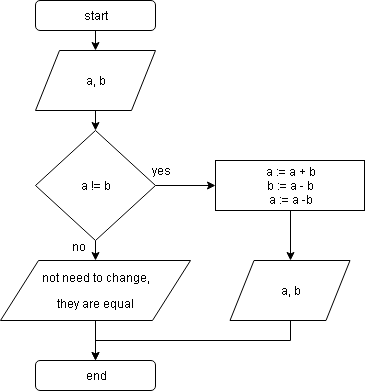 start
a, b
a != b
yes
a := a + b
b := a - b
a := a -b
no
not need to change,
they are equal
a, b
end